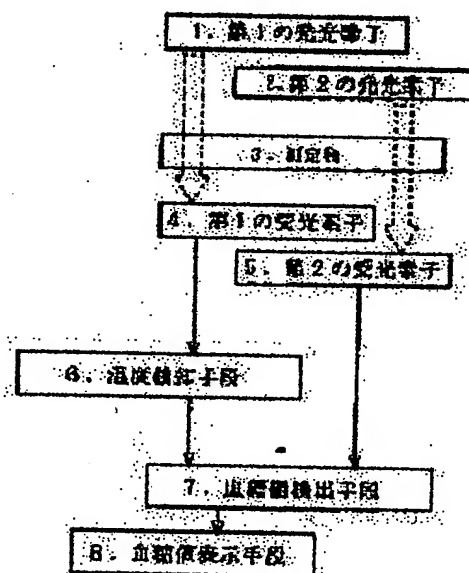 1、第1の発光素子
2、第2の発光素子
3、測定物
4、第1の受光素子
5、第2の受光素子
6、温度検出手段
7、血糖値検出手段
8、血糖値表示手段